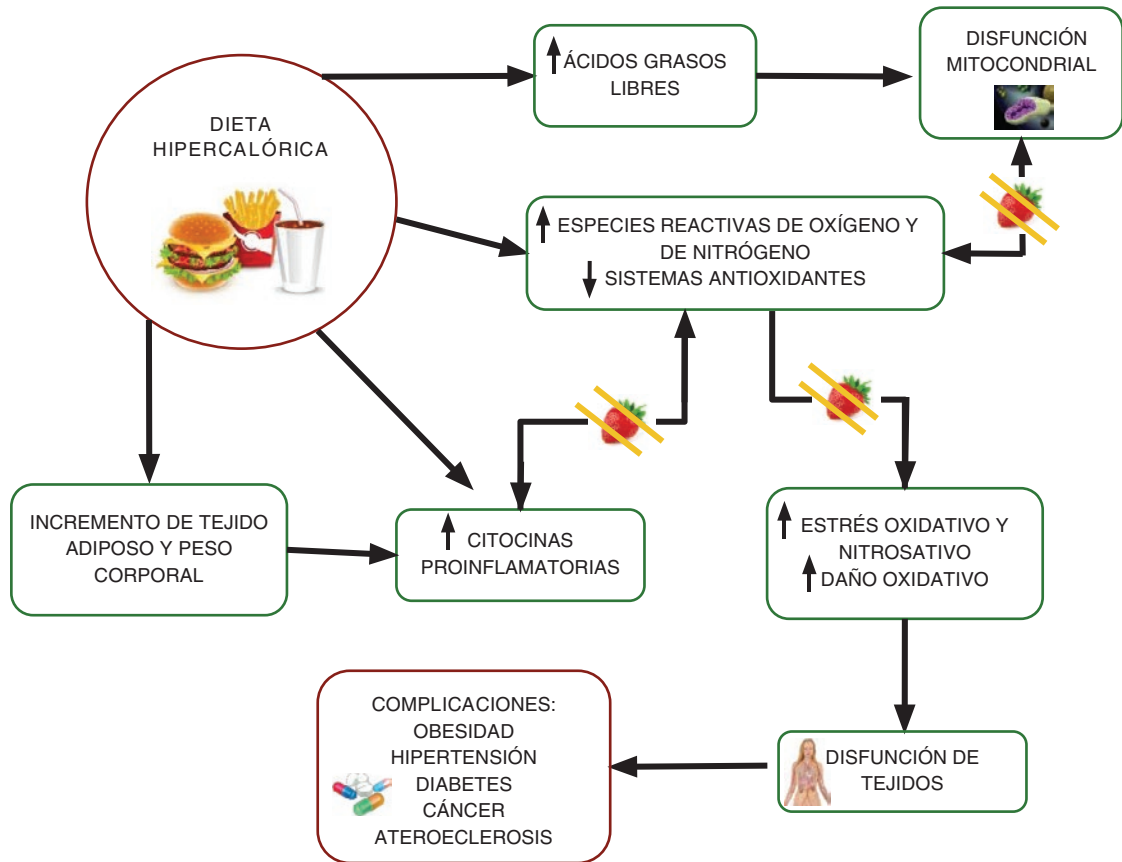 DIETA
HIPERCALÓRICA
ÁCIDOS GRASOS
LIBRES
DISFUNCIÓN
MITOCONDRIAL
ESPECIES REACTIVAS DE OXÍGENO Y
DE NITRÓGENO
SISTEMAS ANTIOXIDANTES
INCREMENTO DE TEJIDO
ADIPOSO Y PESO
CORPORAL
CITOCINAS
PROINFLAMATORIAS
ESTRÉS OXIDATIVO Y
NITROSATIVO
DAÑO OXIDATIVO
DISFUNCIÓN DE
TEJIDOS
COMPLICACIONES:
OBESIDAD
HIPERTENSIÓN
DIABETES
CÁNCER
ATEROECLEROSIS